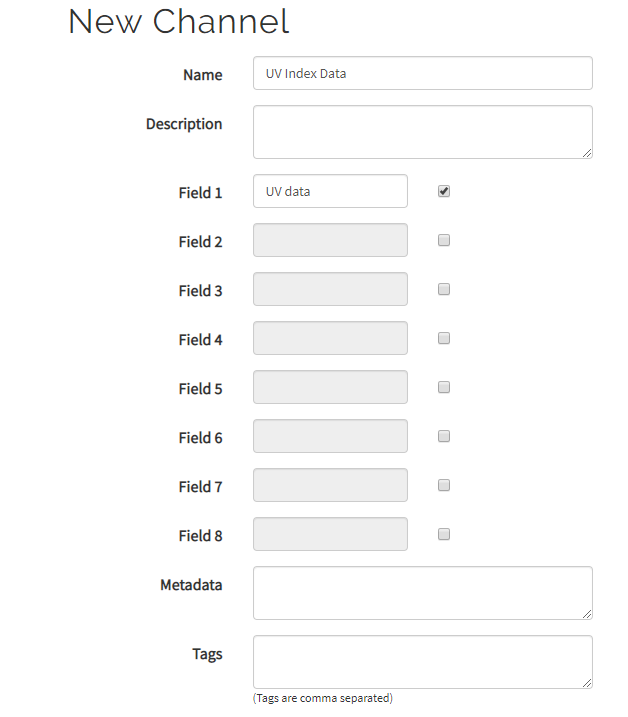 New Channel
Name UV Index Data
Description
Field 1 UV data
Field 2
Field 3
Field 4
Field 5
Field 6
Field 7
Field 8
Metadata
Tags
(Tags are comma separated)